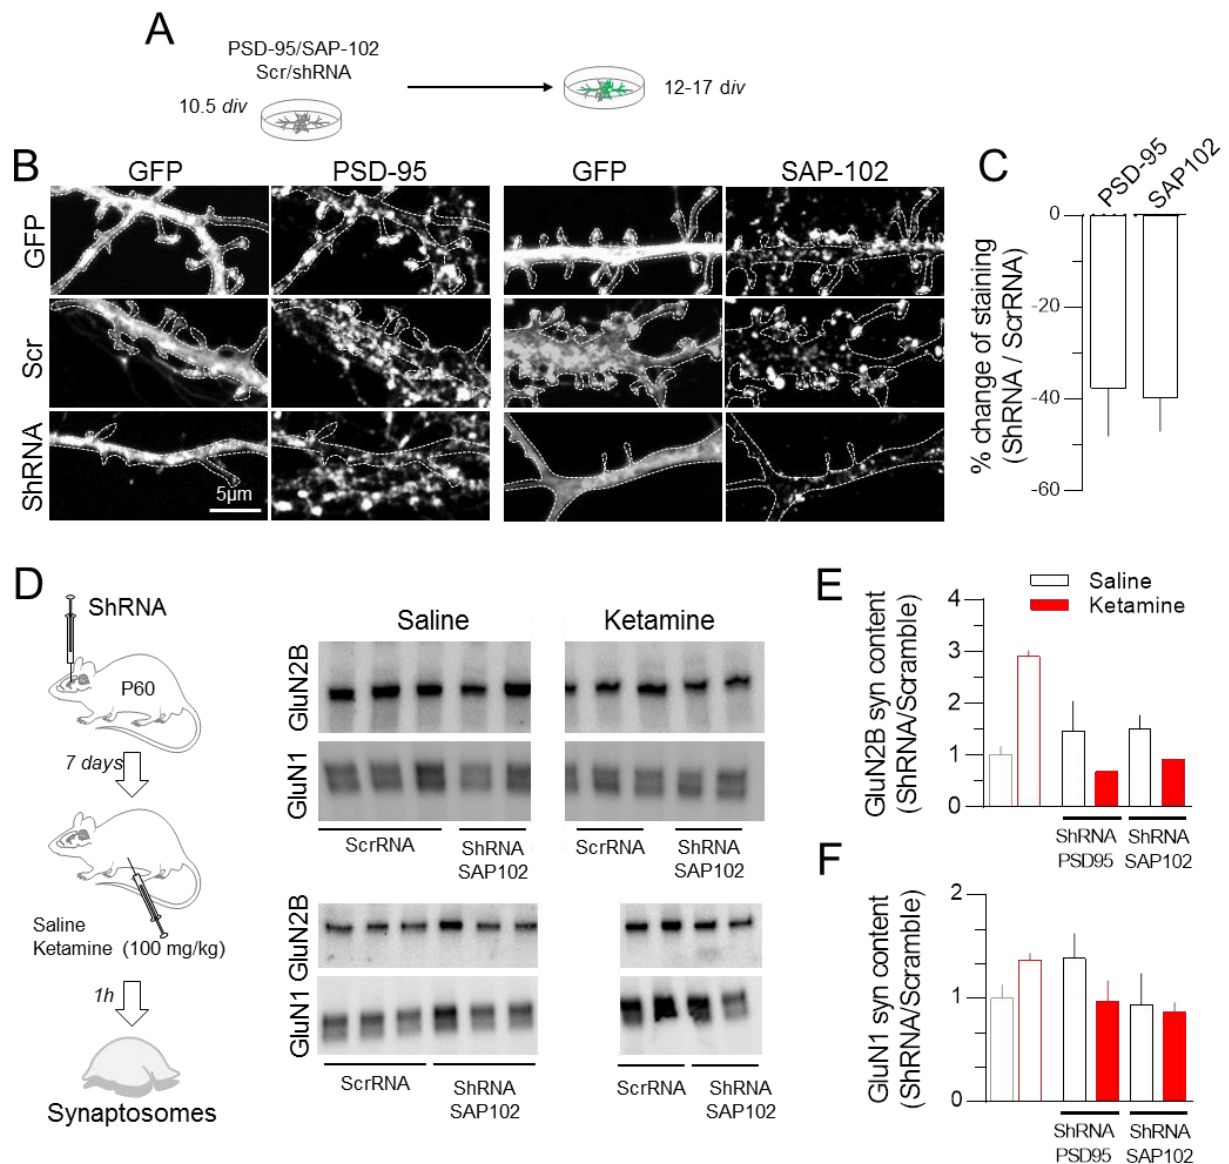 A
PSD-95/SAP-102
Scr/shRNA
10.5 div
12-17 div
B
GFP
PSD-95
GFP
SAP-102
GFP
Scr
ShRNA
5µm
C
PSD-95
SAP102
0
-20
-40
-60
% change of staining
(ShRNA / ScrRNA)
D
ShRNA
P60
7 days
Saline
Ketamine (100 mg/kg)
1h
Synaptosomes
Saline
Ketamine
GluN2B
GluN1
ScrRNA
ShRNA
SAP102
ScrRNA
ShRNA
SAP102
GluN2B
GluN1
ScrRNA
ShRNA
SAP102
ScrRNA
ShRNA
SAP102
E
Saline
Ketamine
4
3
2
1
0
GluN2B syn content
(ShRNA/Scramble)
ShRNA
PSD95
ShRNA
SAP102
F
2
1
0
GluN1 syn content
(ShRNA/Scramble)
ShRNA
PSD95
ShRNA
SAP102